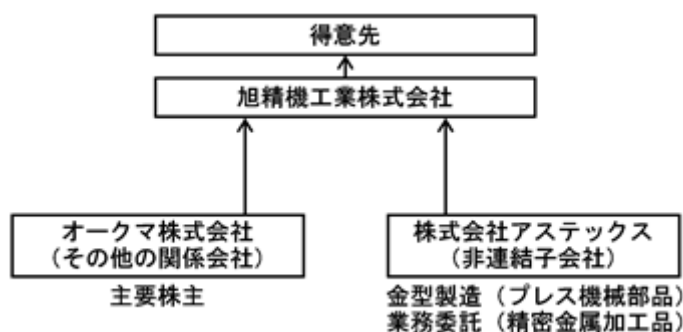 得意先
旭精機工業株式会社
オークマ株式会社
（その他の関係会社）
主要株主
株式会社アステックス
（非連結子会社）
金型製造（プレス機械部品）
業務委託（精密金属加工品）